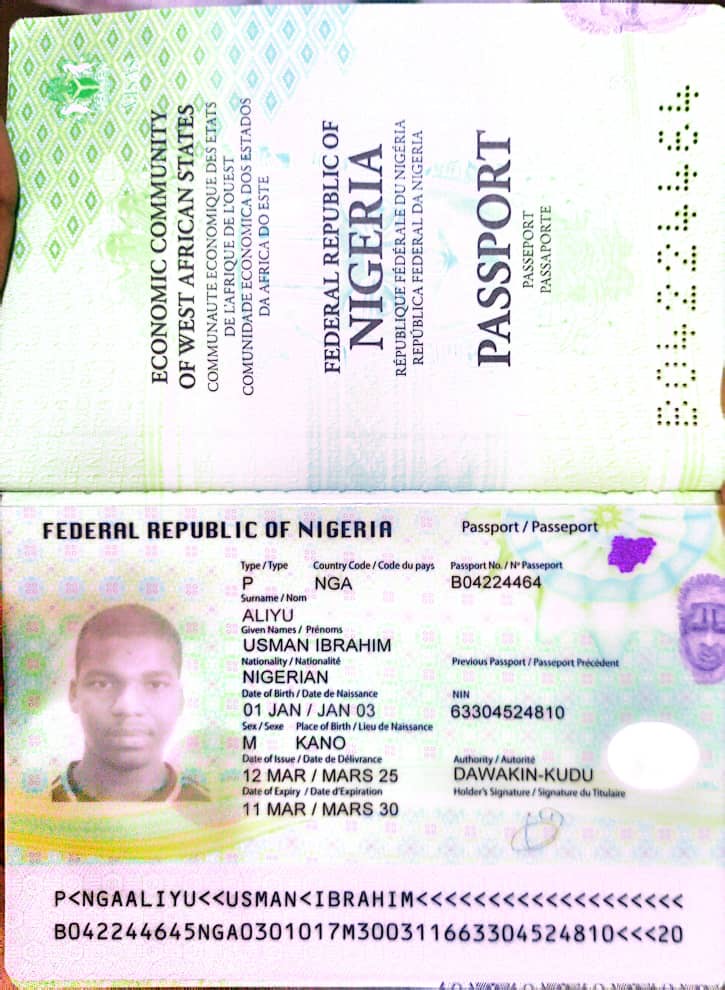 ECONOMIC COMMUNITY
OF WEST AFRICAN STATES
COMMUNAUTE ECONOMIQUE DES ETATS
DE L'AFRIQUE DE L'OUEST
COMUNIDADE ECONOMICA DOS ESTADOS
DA AFRICA DO ESTE
FEDERAL REPUBLIC OF
NIGERIA
RÉPUBLIQUE FÉDÉRALE DU NIGÉRIA
REPÚBLICA FEDERAL DA NIGERIA
PASSPORT
PASSEPORT
PASSAPORTE
B04224464
FEDERAL REPUBLIC OF NIGERIA
Passport / Passeport
Type / Type Country Code / Code du pays Passport No. / N° Passeport
P NGA B04224464
Surname / Nom
ALIYU
Given Names / Prénoms
USMAN IBRAHIM
Nationality / Nationalité Previous Passport / Passeport Précédent
NIGERIAN
Date of Birth / Date de Naissance NIN
01 JAN / JAN 03 63304524810
Sex / Sexe Place of Birth / Lieu de Naissance
M KANO
Date of Issue / Date de Délivrance Authority / Autorité
12 MAR / MARS 25 DAWAKIN-KUDU
Date of Expiry / Date d'Expiration Holder's Signature / Signature du Titulaire
11 MAR / MARS 30
P<NGAALIYU<<USMAN<IBRAHIM<<<<<<<<<<<<<<<<<<<
B042244645NGA0301017M300311663304524810<<<20